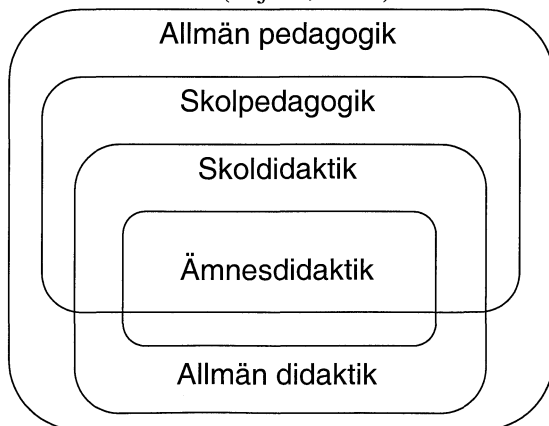 Allmän pedagogik
Skolpedagogik
Skoldidaktik
Ämnesdidaktik
Allmän didaktik